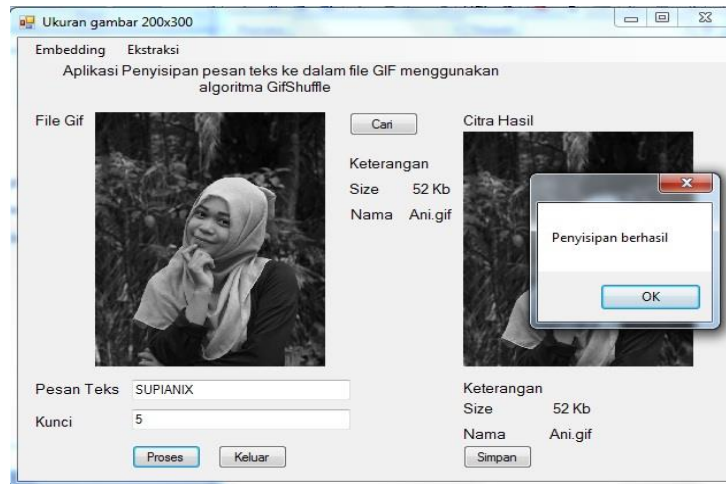 Ukuran gambar 200x300
Embedding Ekstraksi
Aplikasi Penyisipan pesan teks ke dalam file GIF menggunakan
algoritma GifShuffle
File Gif
Cari
Keterangan
Size 52 Kb
Nama Ani.gif
Citra Hasil
Penyisipan berhasil
OK
Pesan Teks SUPIANIX
Kunci 5
Proses Keluar
Keterangan
Size 52 Kb
Nama Ani.gif
Simpan